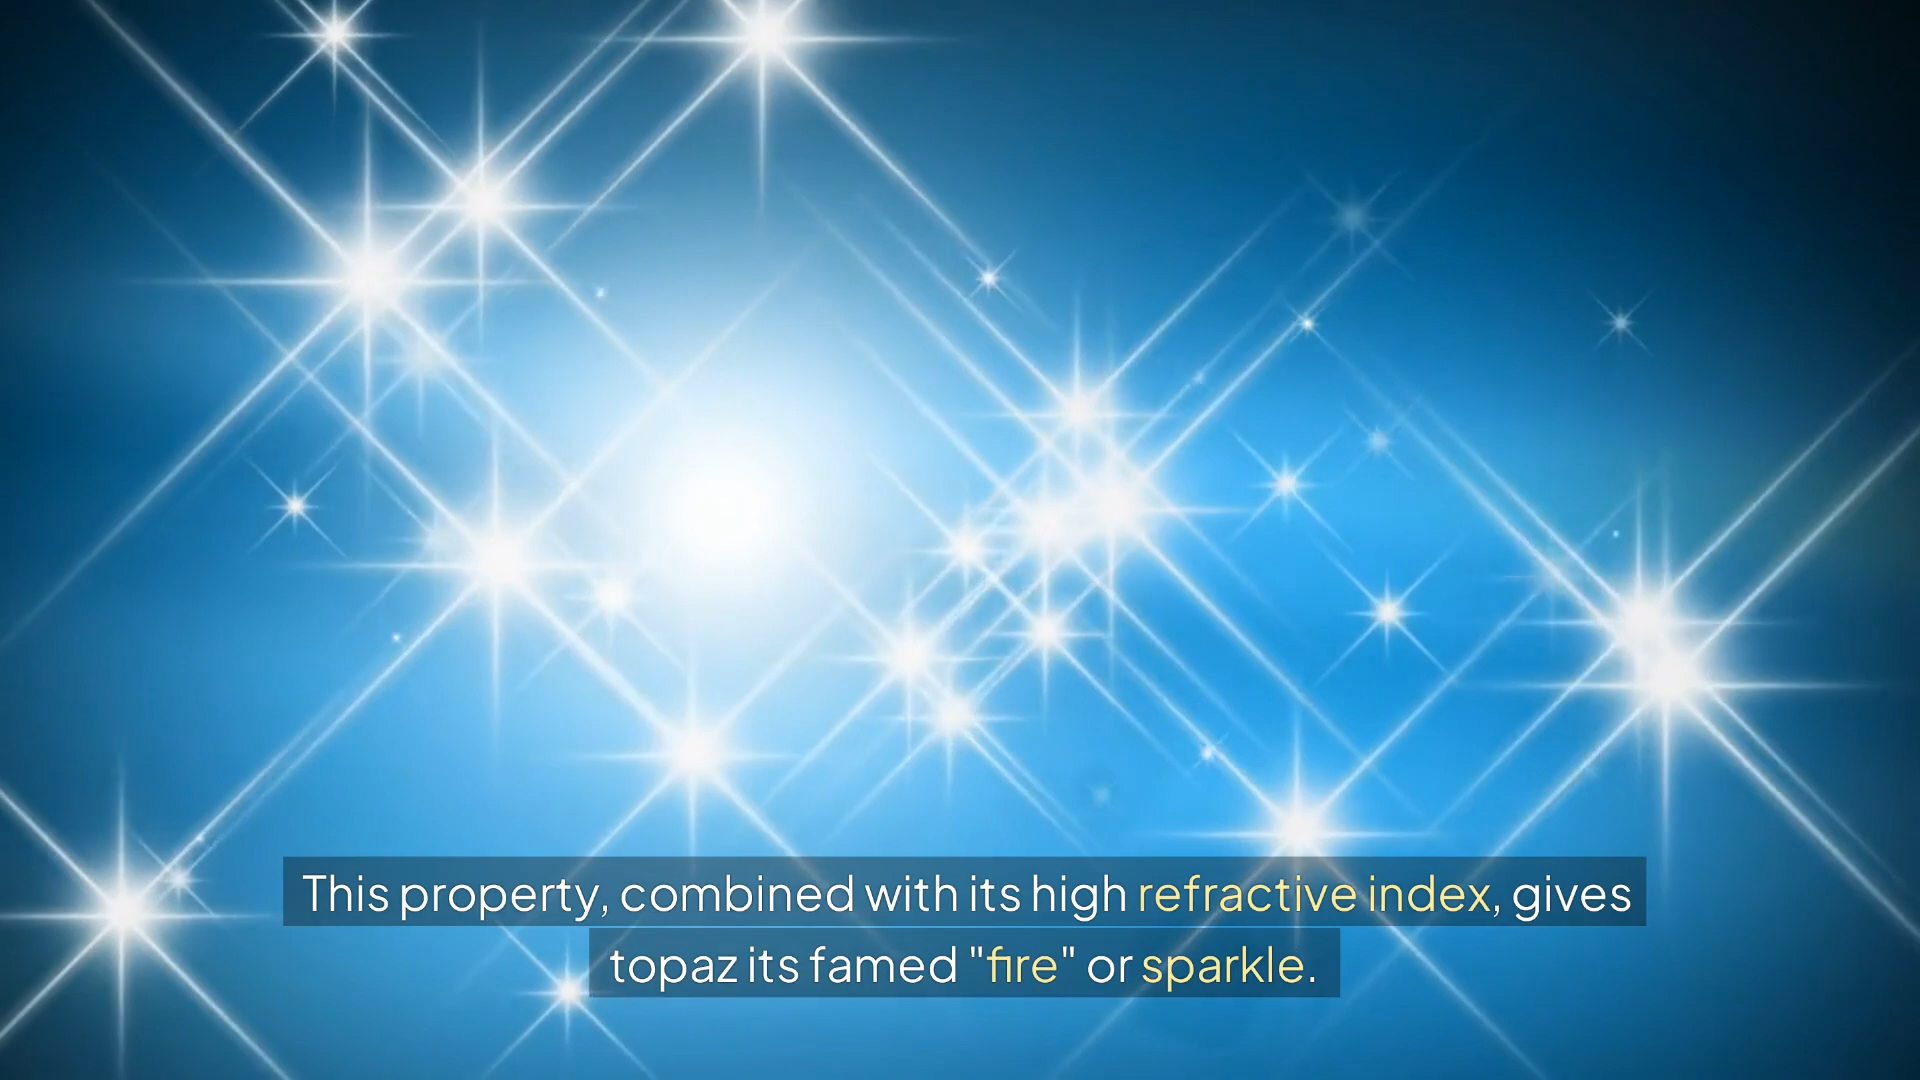 This property, combined with its high refractive index, gives
topaz its famed "fire" or sparkle.